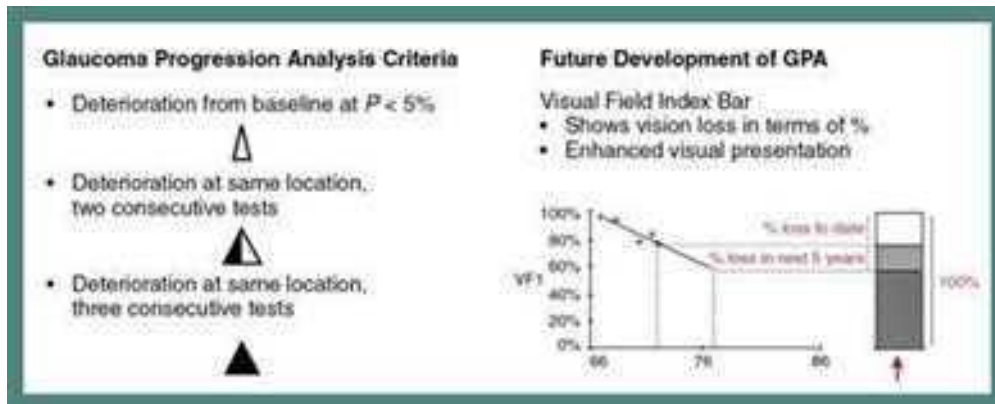 Glaucoma Progression Analysis Criteria
• Deterioration from baseline at P < 5%
• Deterioration at same location,
two consecutive tests
• Deterioration at same location,
three consecutive tests
Future Development of GPA
Visual Field Index Bar
• Shows vision loss in terms of %
• Enhanced visual presentation
100%
80%
60%
40%
20%
0%
VF1
66
76
86
% loss to date
% loss in next 5 years
100%